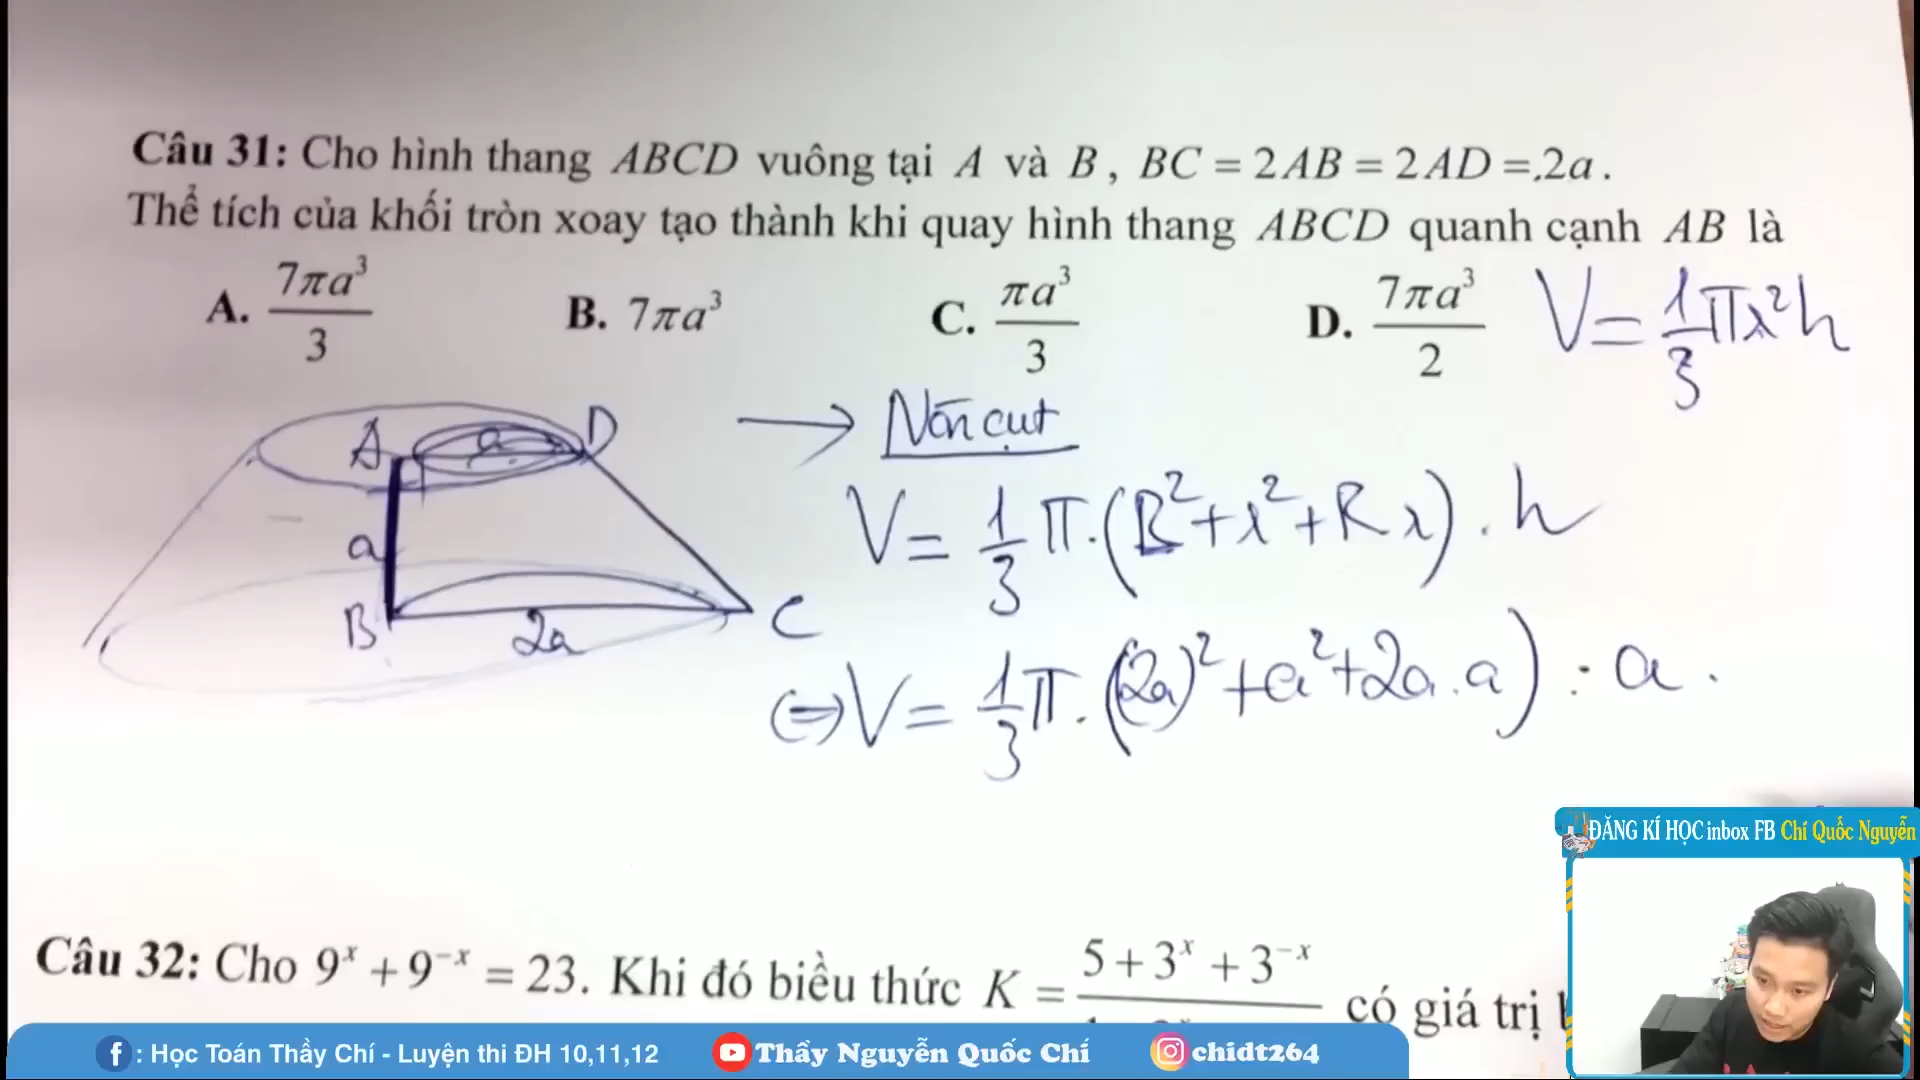 Câu 31: Cho hình thang ABCD vuông tại A và B, BC = 2AB = 2AD = 2a.
Thể tích của khối tròn xoay tạo thành khi quay hình thang ABCD quanh cạnh AB là
A. 7πa³/3 B. 7πa³ C. πa³/3 D. 7πa³/2
V = 1/3 πr²h
→ Nón cụt
A a D
V = 1/3 π.(R² + r² + Rr).h
a
B 2a C
(=) V = 1/3 π.((2a)² + a² + 2a.a).a.
ĐĂNG KÍ HỌC inbox FB Chí Quốc Nguyễn
Câu 32: Cho 9ˣ + 9⁻ˣ = 23. Khi đó biểu thức K = 5 + 3ˣ + 3⁻ˣ có giá trị
f : Học Toán Thầy Chí - Luyện thi ĐH 10,11,12 Thầy Nguyễn Quốc Chí chidt264